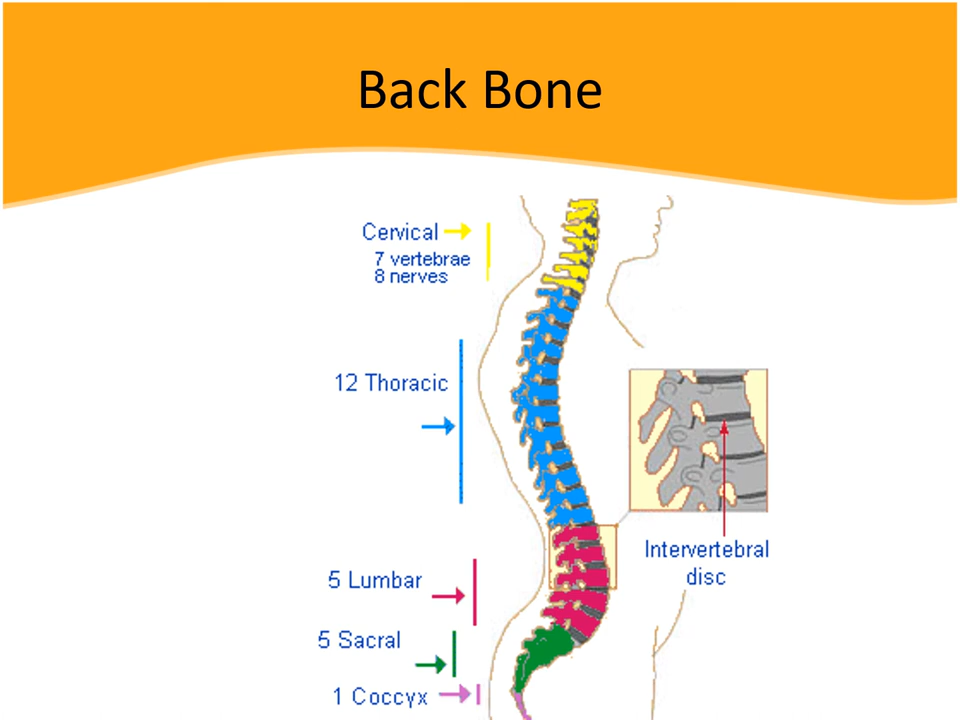 Back Bone
Cervical
7 vertebrae
8 nerves
12 Thoracic
Intervertebral
disc
5 Lumbar
5 Sacral
1 Coccyx